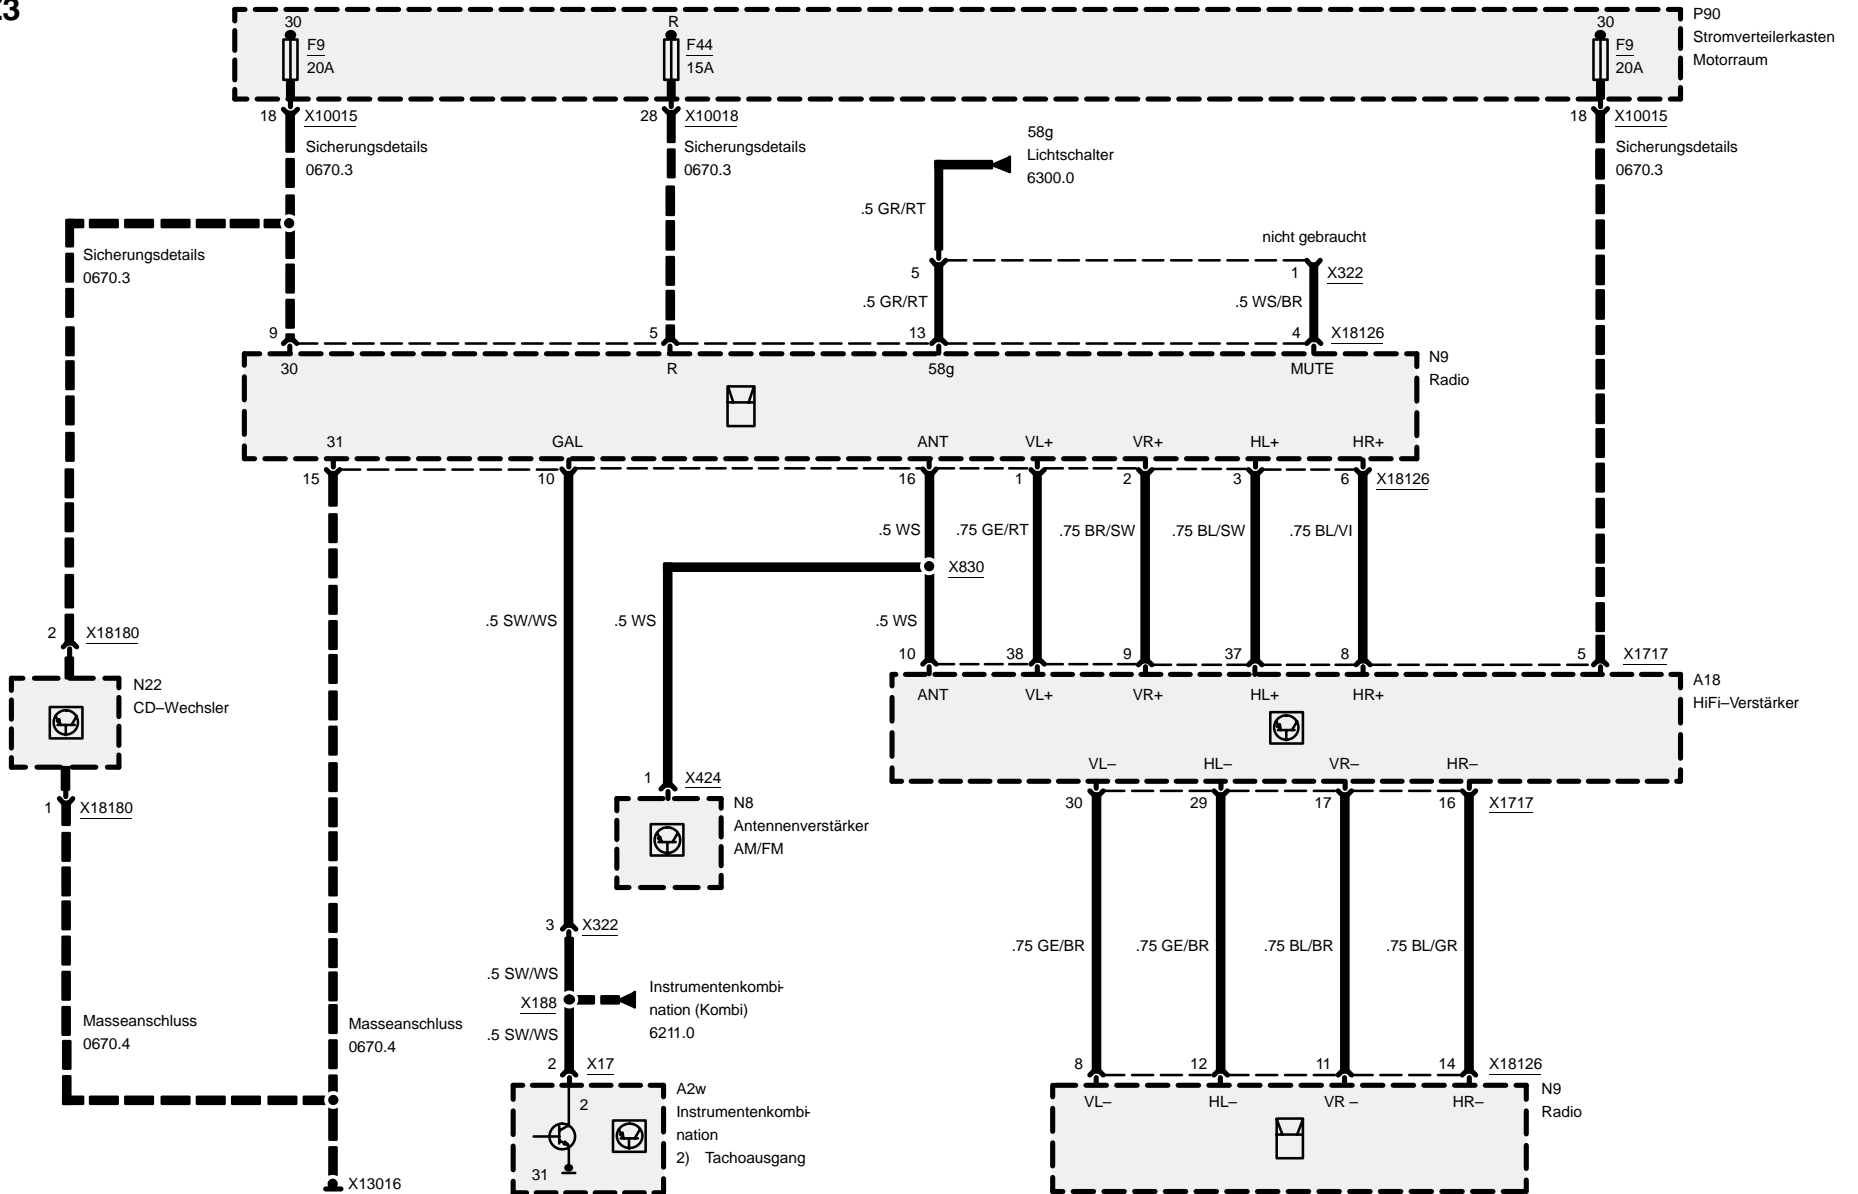 30
R
30
P90
Stromverteilerkasten
Motorraum
F9
20A
F44
15A
F9
20A
18 X10015
28 X10018
18 X10015
Sicherungsdetails
0670.3
Sicherungsdetails
0670.3
Sicherungsdetails
0670.3
58g
Lichtschalter
6300.0
.5 GR/RT
nicht gebraucht
Sicherungsdetails
0670.3
5
1 X322
.5 GR/RT
.5 WS/BR
9
5
13
4 X18126
N9
Radio
30
R
58g
MUTE
31
GAL
ANT
VL+
VR+
HL+
HR+
15
10
16
1
2
3
6 X18126
.5 WS
.75 GE/RT
.75 BR/SW
.75 BL/SW
.75 BL/VI
X830
.5 SW/WS
.5 WS
.5 WS
2 X18180
10
38
9
37
8
5 X1717
N22
CD–Wechsler
A18
HiFi–Verstärker
ANT
VL+
VR+
HL+
HR+
VL–
HL–
VR–
HR–
1 X18180
1 X424
N8
Antennenverstärker
AM/FM
30
29
17
16 X1717
3 X322
.5 SW/WS
X188
Instrumentenkombi-
nation (Kombi)
6211.0
.5 SW/WS
.75 GE/BR
.75 GE/BR
.75 BL/BR
.75 BL/GR
Masseanschluss
0670.4
Masseanschluss
0670.4
2 X17
8
12
11
14 X18126
A2w
Instrumentenkombi-
nation
2) Tachoausgang
2
31
N9
Radio
VL–
HL–
VR –
HR–
X13016